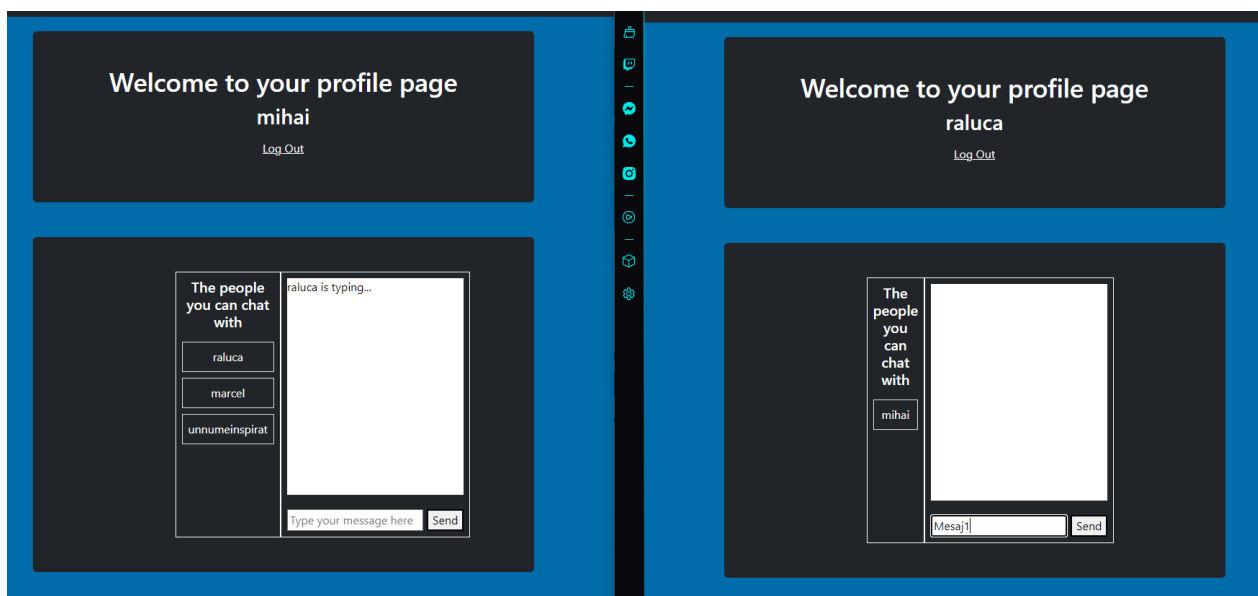 Welcome to your profile page
mihai
Log Out
The people
you can chat
with
raluca
marcel
unnumeinspirat
raluca is typing...
Type your message here
Send
Welcome to your profile page
raluca
Log Out
The
people
you
can
chat
with
mihai
Mesaj1
Send